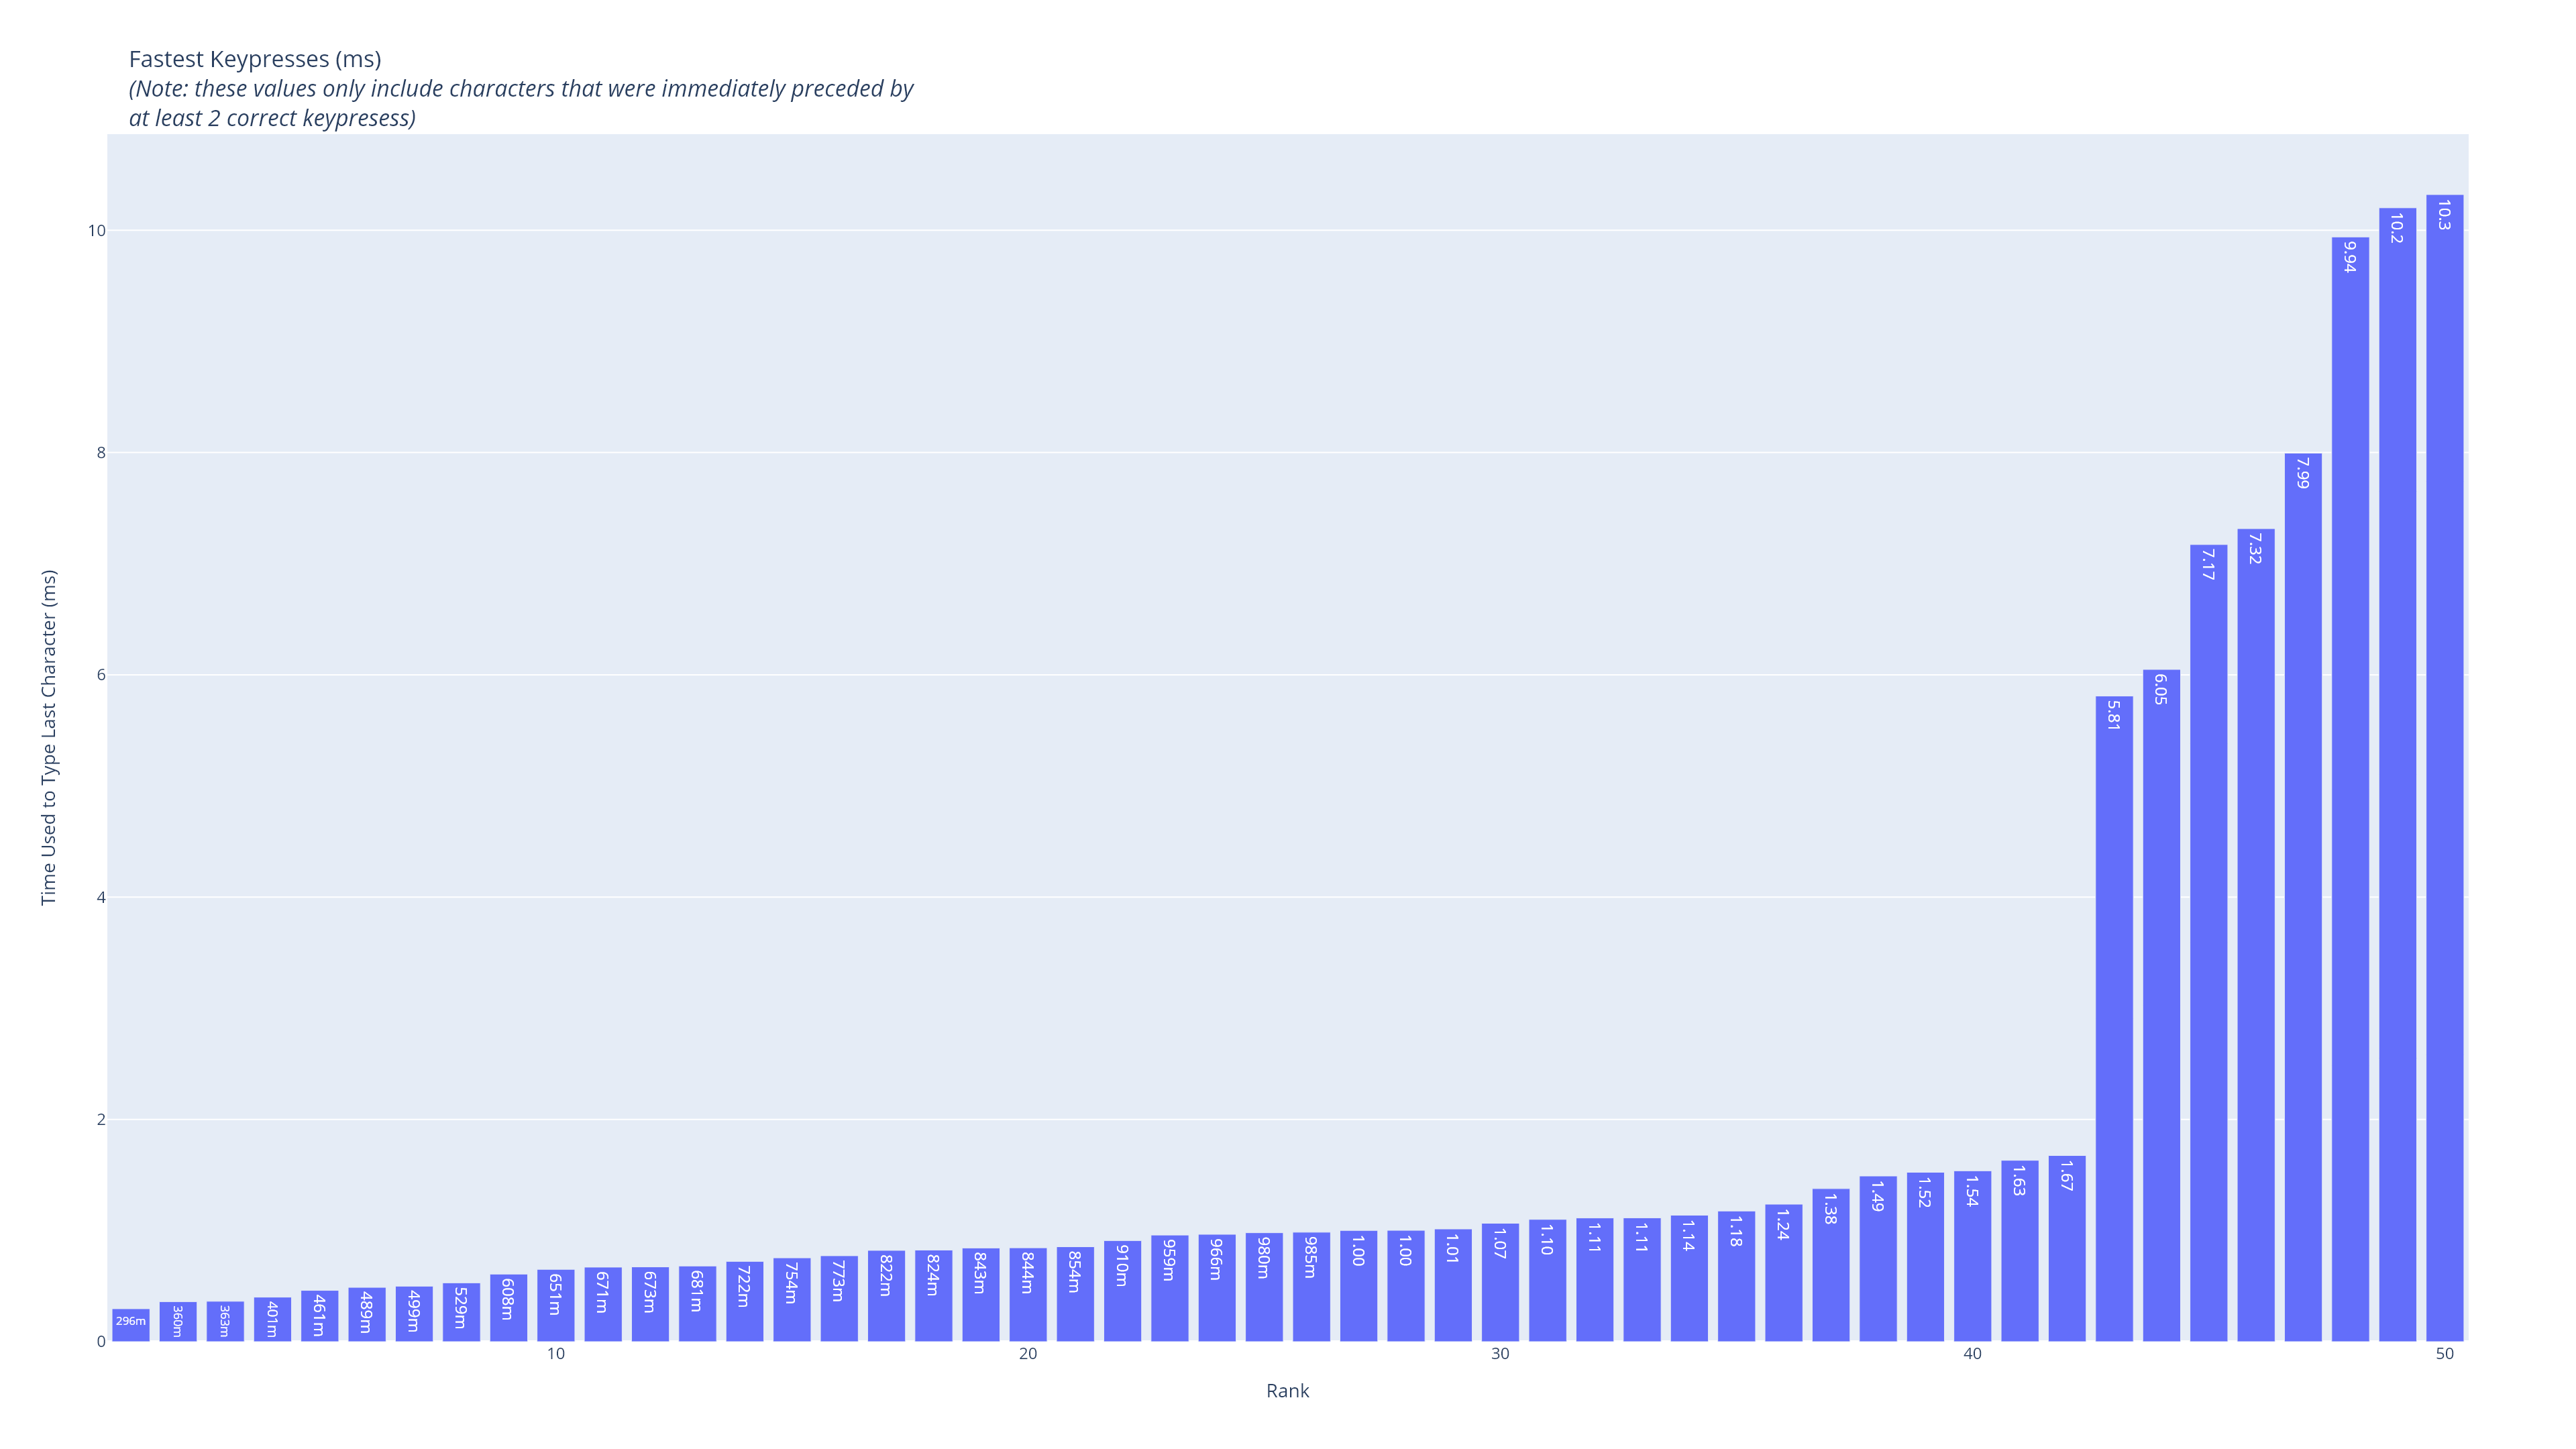 Fastest Keypresses (ms)
(Note: these values only include characters that were immediately preceded by
at least 2 correct keypresess)
10
8
6
4
2
0
Time Used to Type Last Character (ms)
296m
360m
363m
401m
461m
489m
499m
529m
608m
651m
671m
673m
681m
722m
754m
773m
822m
824m
843m
844m
854m
910m
959m
966m
980m
985m
1.00
1.00
1.01
1.07
1.10
1.11
1.11
1.14
1.18
1.24
1.38
1.49
1.52
1.54
1.63
1.67
5.81
6.05
7.17
7.32
7.99
9.94
10.2
10.3
10
20
30
40
50
Rank